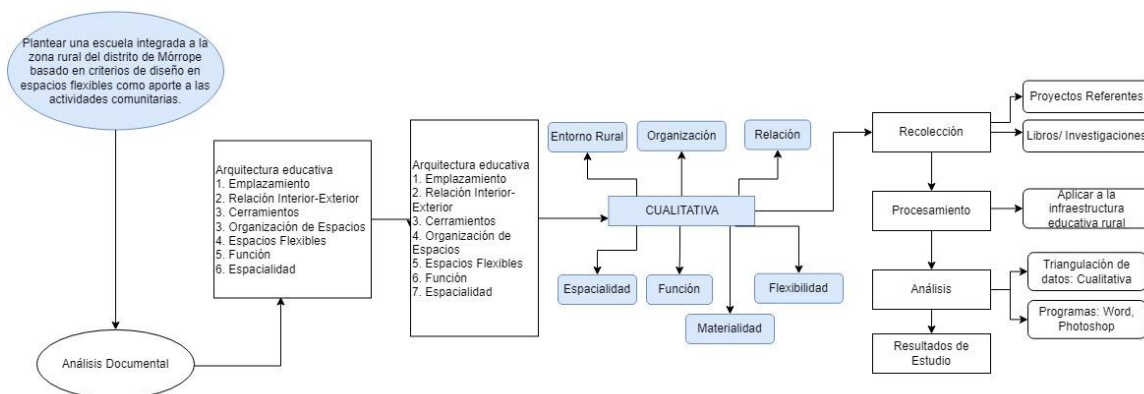 Plantear una escuela integrada a la
zona rural del distrito de Mórrope
basado en criterios de diseño en
espacios flexibles como aporte a las
actividades comunitarias.
Análisis Documental
Arquitectura educativa
1. Emplazamiento
2. Relación Interior-Exterior
3. Cerramientos
3. Organización de Espacios
4. Espacios Flexibles
5. Función
6. Espacialidad
Arquitectura educativa
1. Emplazamiento
2. Relación Interior-
Exterior
3. Cerramientos
4. Organización de
Espacios
5. Espacios Flexibles
6. Función
7. Espacialidad
Entorno Rural
Organización
Relación
CUALITATIVA
Espacialidad
Función
Flexibilidad
Materialidad
Recolección
Proyectos Referentes
Libros/ Investigaciones
Procesamiento
Aplicar a la
infraestructura
educativa rural
Análisis
Triangulación de
datos: Cualitativa
Programas: Word,
Photoshop
Resultados de
Estudio